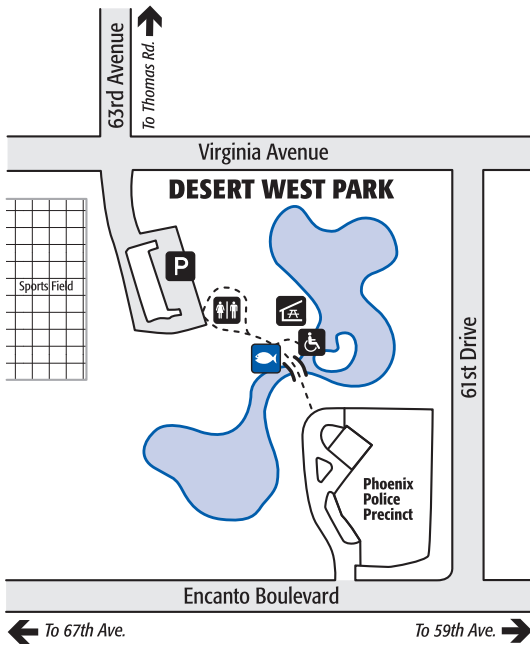 63rd Avenue
To Thomas Rd.
Virginia Avenue
DESERT WEST PARK
P
Sports Field
61st Drive
Phoenix
Police
Precinct
Encanto Boulevard
To 67th Ave.
To 59th Ave.